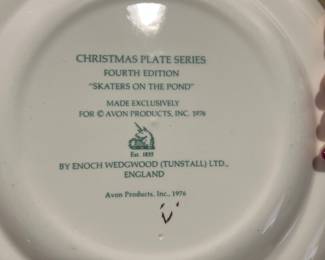 CHRISTMAS PLATE SERIES
FOURTH EDITION
"SKATERS ON THE POND"
MADE EXCLUSIVELY
FOR © AVON PRODUCTS, INC. 1976
Est. 1835
BY ENOCH WEDGWOOD (TUNSTALL) LTD.,
ENGLAND
Avon Products, Inc., 1976